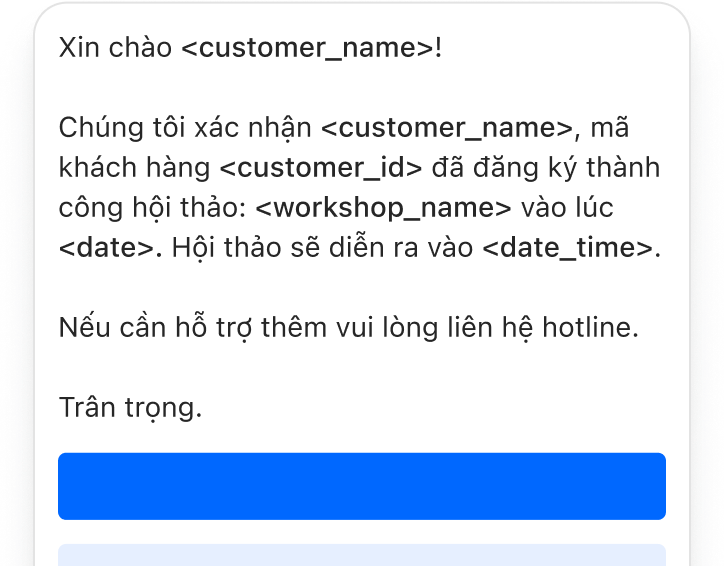 Xin chào <customer_name>!
Chúng tôi xác nhận <customer_name>, mã
khách hàng <customer_id> đã đăng ký thành
công hội thảo: <workshop_name> vào lúc
<date>. Hội thảo sẽ diễn ra vào <date_time>.
Nếu cần hỗ trợ thêm vui lòng liên hệ hotline.
Trân trọng.